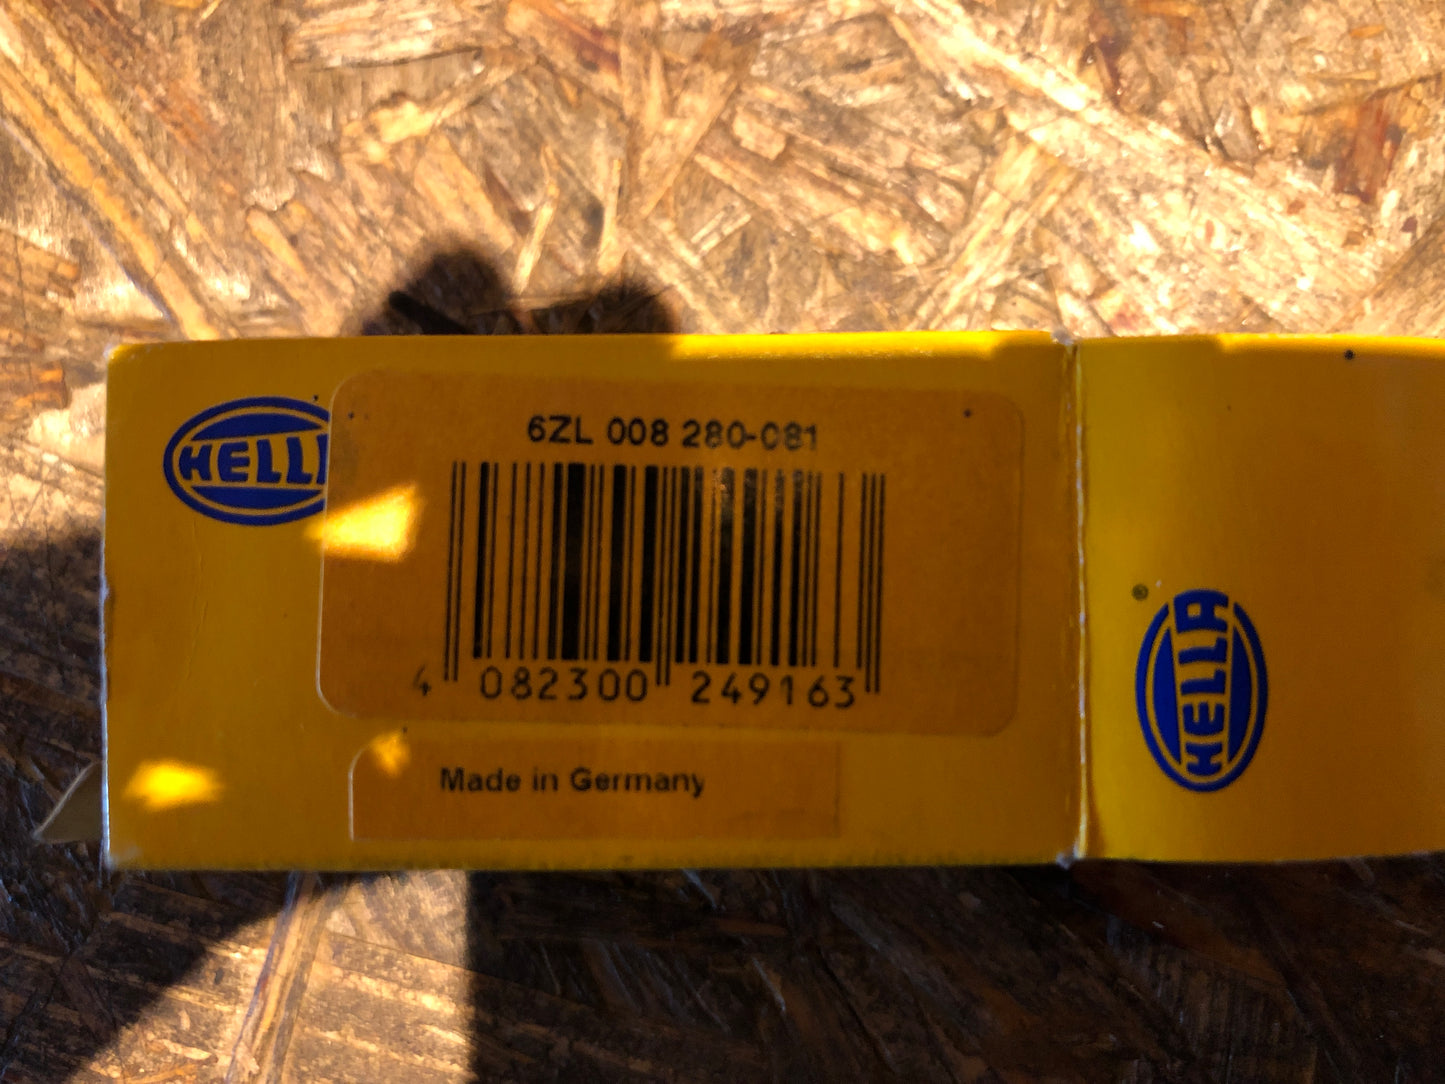 HELLA
6ZL 008 280-081
4 082300 249163
Made in Germany
®
HELLA